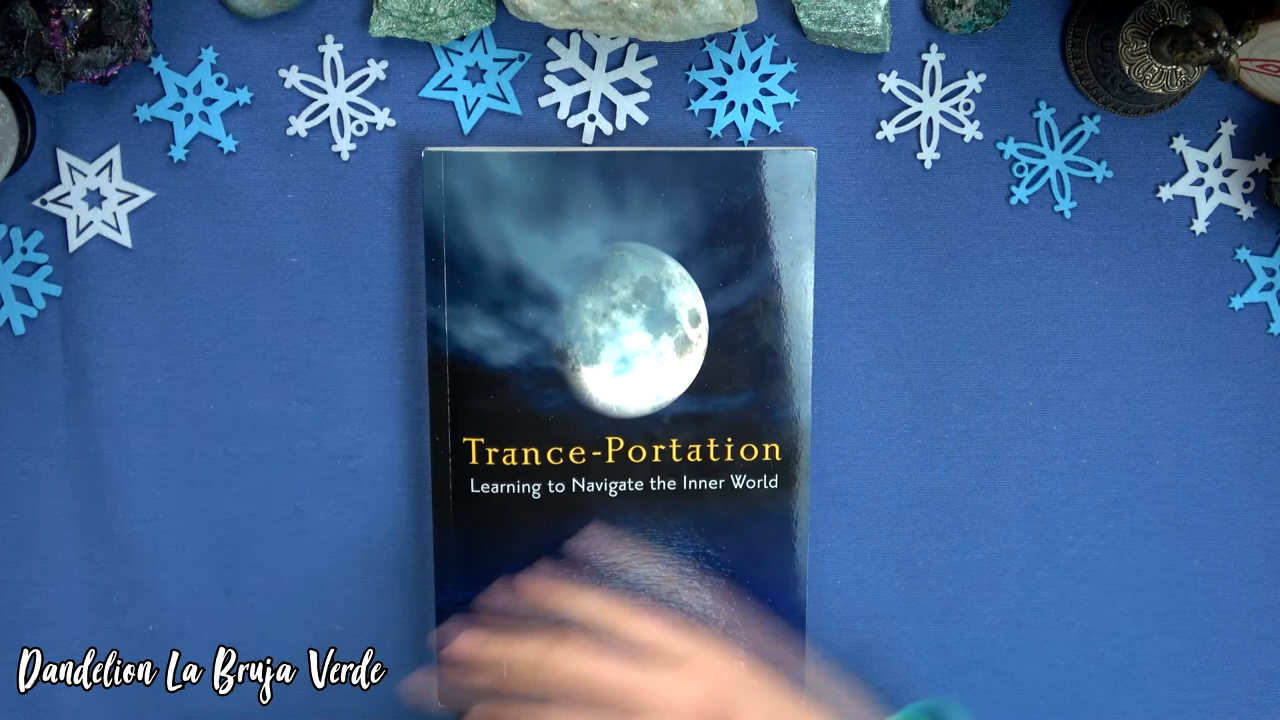 Trance-Portation
Learning to Navigate the Inner World
Dandelion La Bruja Verde